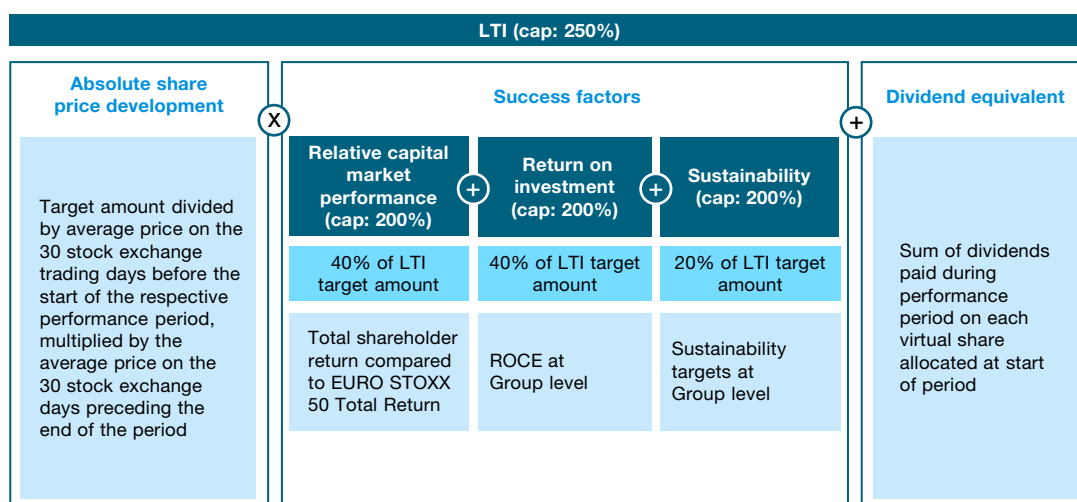 LTI (cap: 250%)
Absolute share
price development
X
Success factors
+
Dividend equivalent
Target amount divided
by average price on the
30 stock exchange
trading days before the
start of the respective
performance period,
multiplied by the
average price on the
30 stock exchange
days preceding the
end of the period
Relative capital
market
performance
(cap: 200%)
+
Return on
investment
(cap: 200%)
+
Sustainability
(cap: 200%)
40% of LTI
target amount
40% of LTI target
amount
20% of LTI target
amount
Total shareholder
return compared
to EURO STOXX
50 Total Return
ROCE at
Group level
Sustainability
targets at
Group level
Sum of dividends
paid during
performance
period on each
virtual share
allocated at start
of period